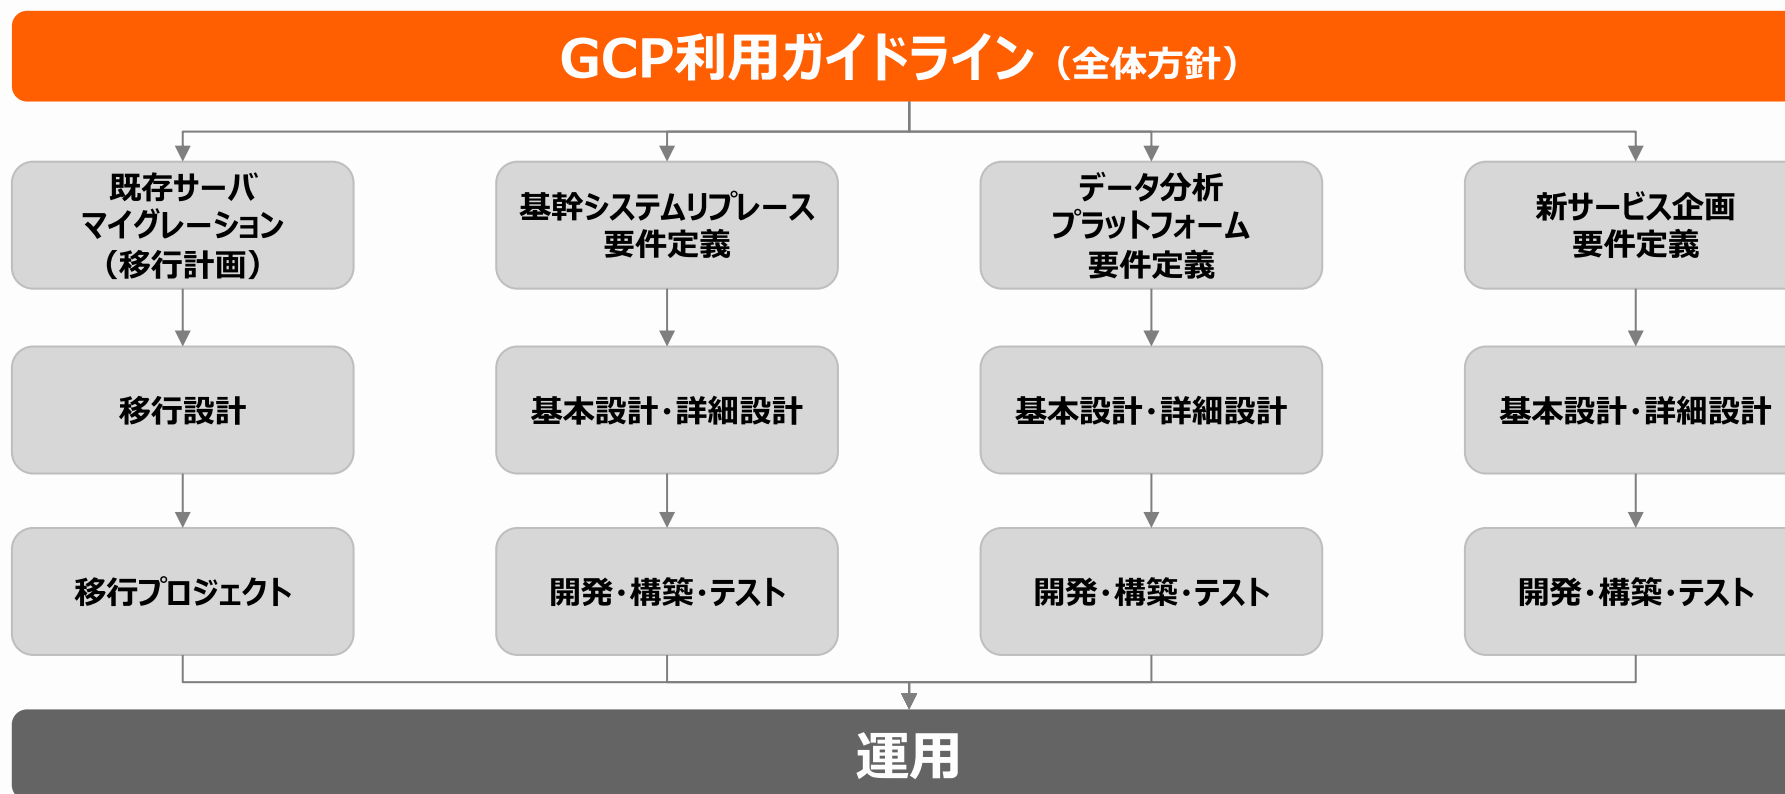 GCP利用ガイドライン（全体方針）
既存サーバ
マイグレーション
（移行計画）
基幹システムリプレース
要件定義
データ分析
プラットフォーム
要件定義
新サービス企画
要件定義
移行設計
基本設計・詳細設計
基本設計・詳細設計
基本設計・詳細設計
移行プロジェクト
開発・構築・テスト
開発・構築・テスト
開発・構築・テスト
運用